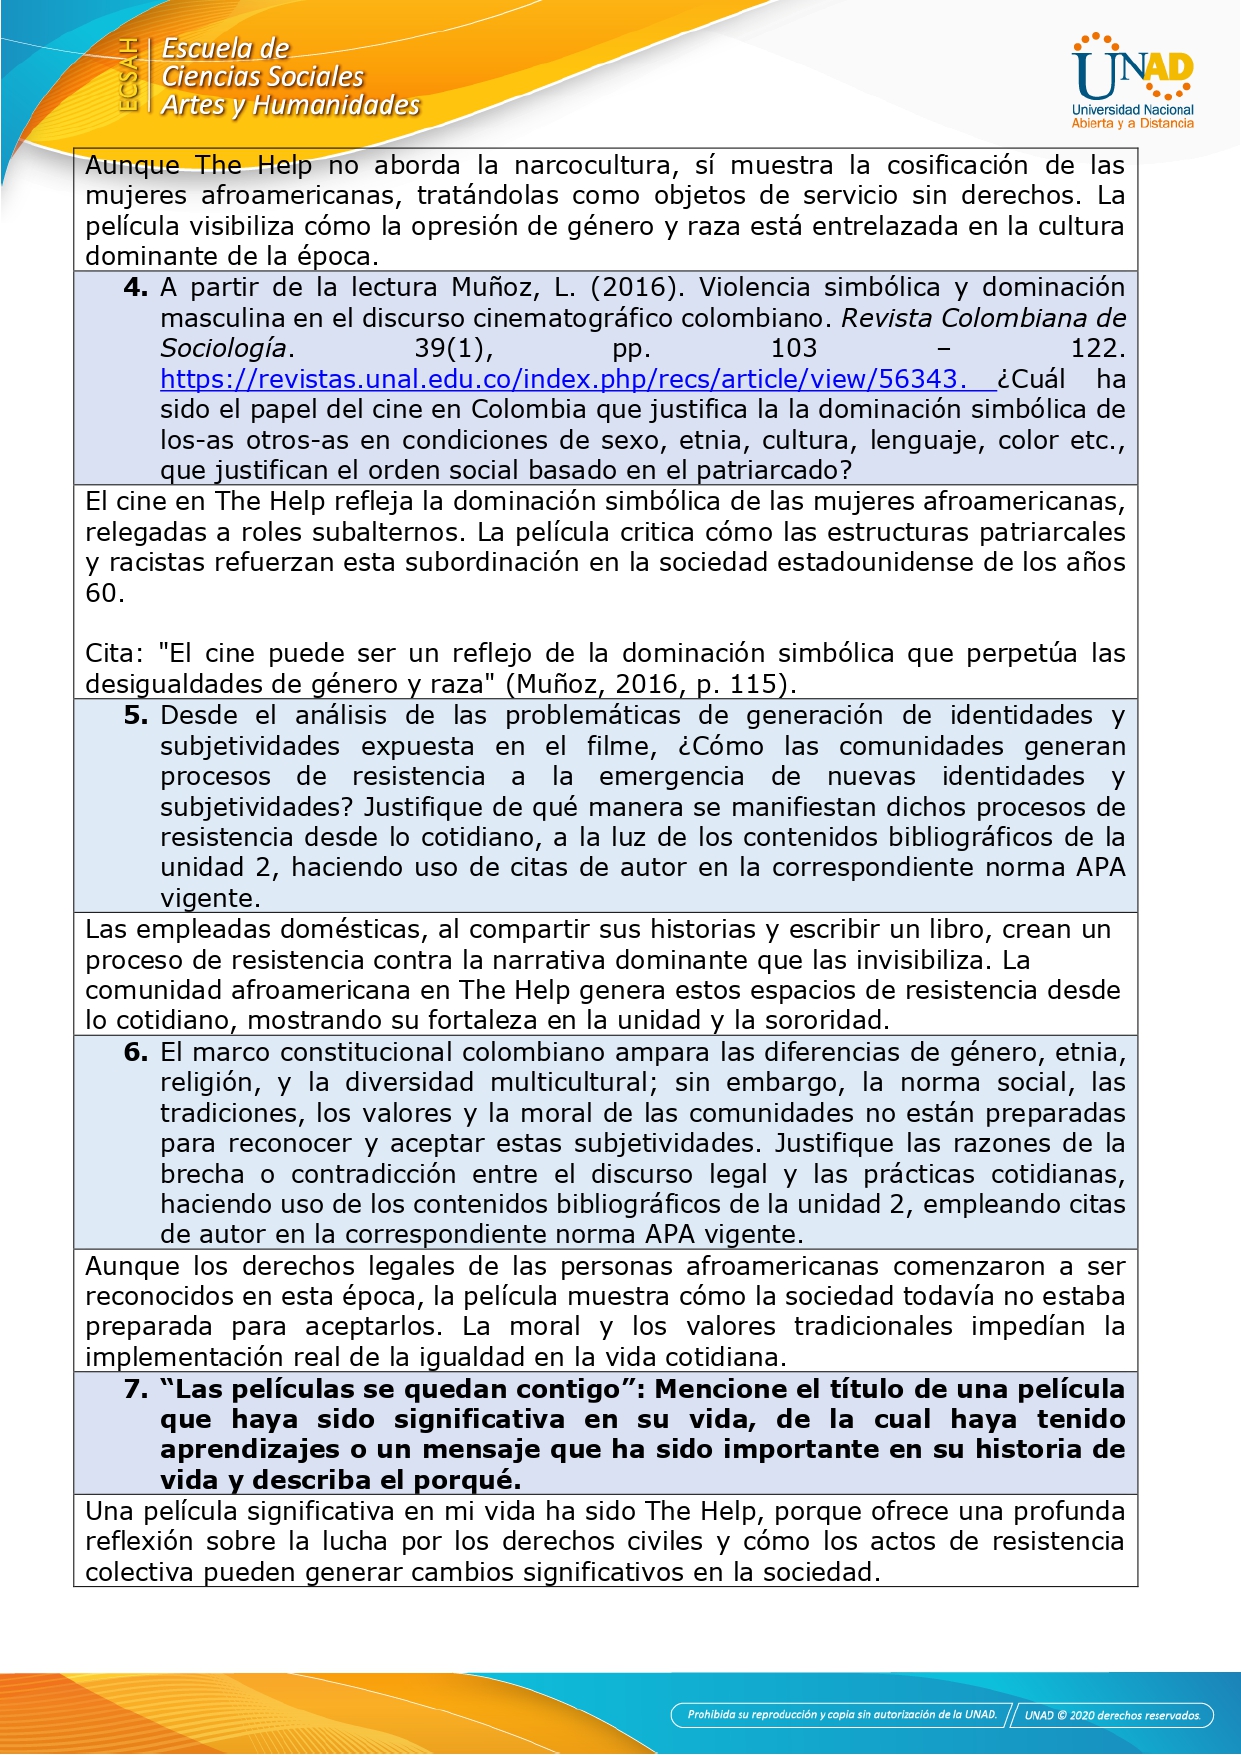 ECSAH
Escuela de
Ciencias Sociales
Artes y Humanidades
UNAD
Universidad Nacional
Abierta y a Distancia
Aunque The Help no aborda la narcocultura, sí muestra la cosificación de las
mujeres afroamericanas, tratándolas como objetos de servicio sin derechos. La
película visibiliza cómo la opresión de género y raza está entrelazada en la cultura
dominante de la época.
4. A partir de la lectura Muñoz, L. (2016). Violencia simbólica y dominación
masculina en el discurso cinematográfico colombiano. Revista Colombiana de
Sociología. 39(1), pp. 103 – 122.
https://revistas.unal.edu.co/index.php/recs/article/view/56343. ¿Cuál ha
sido el papel del cine en Colombia que justifica la la dominación simbólica de
los-as otros-as en condiciones de sexo, etnia, cultura, lenguaje, color etc.,
que justifican el orden social basado en el patriarcado?
El cine en The Help refleja la dominación simbólica de las mujeres afroamericanas,
relegadas a roles subalternos. La película critica cómo las estructuras patriarcales
y racistas refuerzan esta subordinación en la sociedad estadounidense de los años
60.
Cita: "El cine puede ser un reflejo de la dominación simbólica que perpetúa las
desigualdades de género y raza" (Muñoz, 2016, p. 115).
5. Desde el análisis de las problemáticas de generación de identidades y
subjetividades expuesta en el filme, ¿Cómo las comunidades generan
procesos de resistencia a la emergencia de nuevas identidades y
subjetividades? Justifique de qué manera se manifiestan dichos procesos de
resistencia desde lo cotidiano, a la luz de los contenidos bibliográficos de la
unidad 2, haciendo uso de citas de autor en la correspondiente norma APA
vigente.
Las empleadas domésticas, al compartir sus historias y escribir un libro, crean un
proceso de resistencia contra la narrativa dominante que las invisibiliza. La
comunidad afroamericana en The Help genera estos espacios de resistencia desde
lo cotidiano, mostrando su fortaleza en la unidad y la sororidad.
6. El marco constitucional colombiano ampara las diferencias de género, etnia,
religión, y la diversidad multicultural; sin embargo, la norma social, las
tradiciones, los valores y la moral de las comunidades no están preparadas
para reconocer y aceptar estas subjetividades. Justifique las razones de la
brecha o contradicción entre el discurso legal y las prácticas cotidianas,
haciendo uso de los contenidos bibliográficos de la unidad 2, empleando citas
de autor en la correspondiente norma APA vigente.
Aunque los derechos legales de las personas afroamericanas comenzaron a ser
reconocidos en esta época, la película muestra cómo la sociedad todavía no estaba
preparada para aceptarlos. La moral y los valores tradicionales impedían la
implementación real de la igualdad en la vida cotidiana.
7. “Las películas se quedan contigo”: Mencione el título de una película
que haya sido significativa en su vida, de la cual haya tenido
aprendizajes o un mensaje que ha sido importante en su historia de
vida y describa el porqué.
Una película significativa en mi vida ha sido The Help, porque ofrece una profunda
reflexión sobre la lucha por los derechos civiles y cómo los actos de resistencia
colectiva pueden generar cambios significativos en la sociedad.
Prohibida su reproducción y copia sin autorización de la UNAD. // UNAD © 2020 derechos reservados.